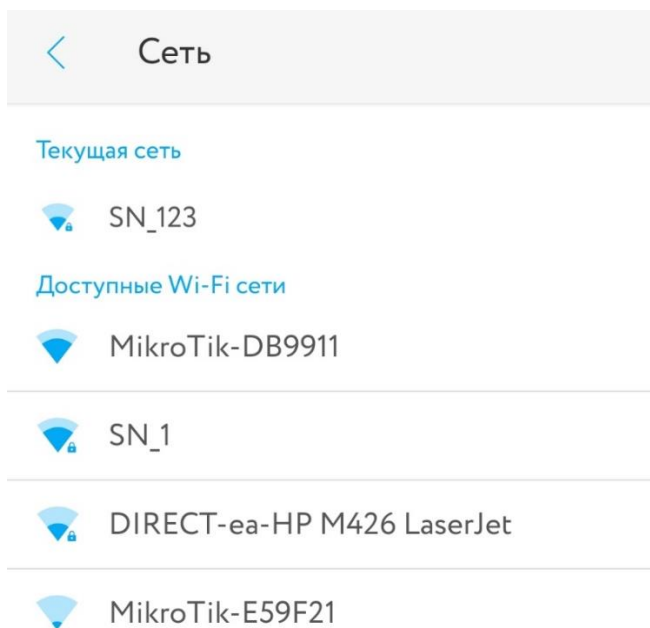 Сеть
Текущая сеть
SN_123
Доступные Wi-Fi сети
MikroTik-DB9911
SN_1
DIRECT-ea-HP M426 LaserJet
MikroTik-E59F21